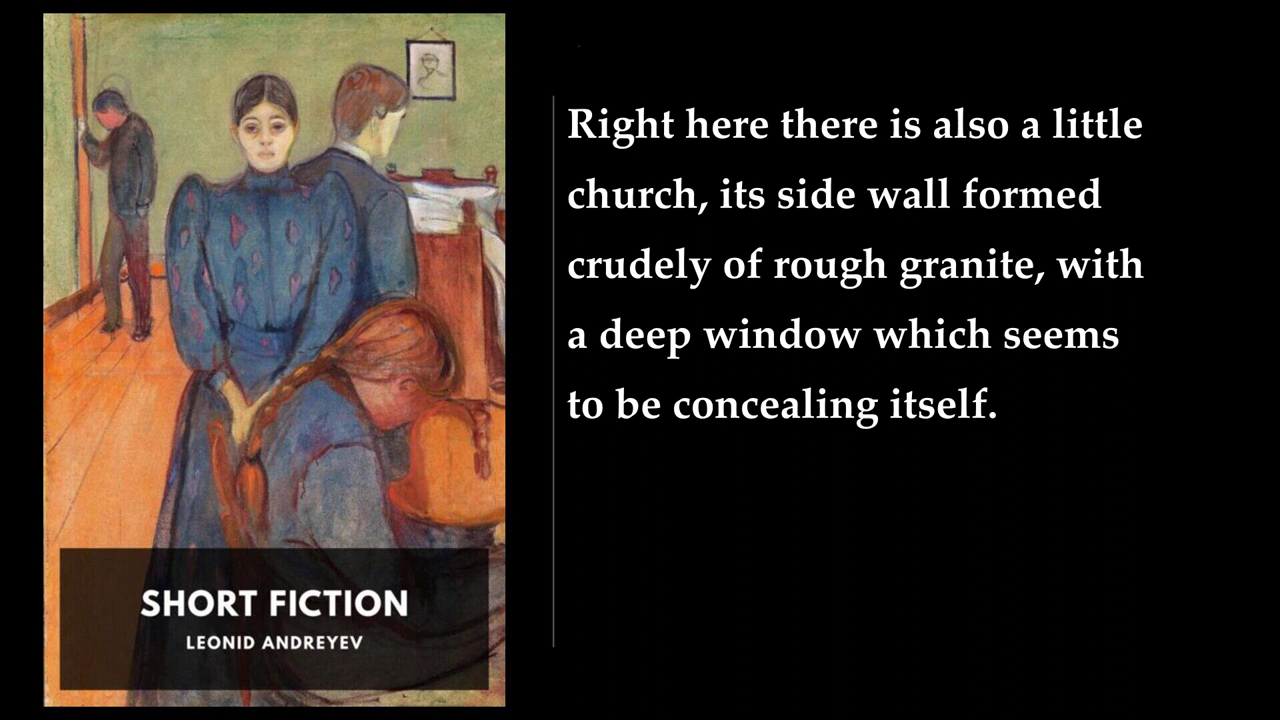 SHORT FICTION
LEONID ANDREYEV
Right here there is also a little
church, its side wall formed
crudely of rough granite, with
a deep window which seems
to be concealing itself.